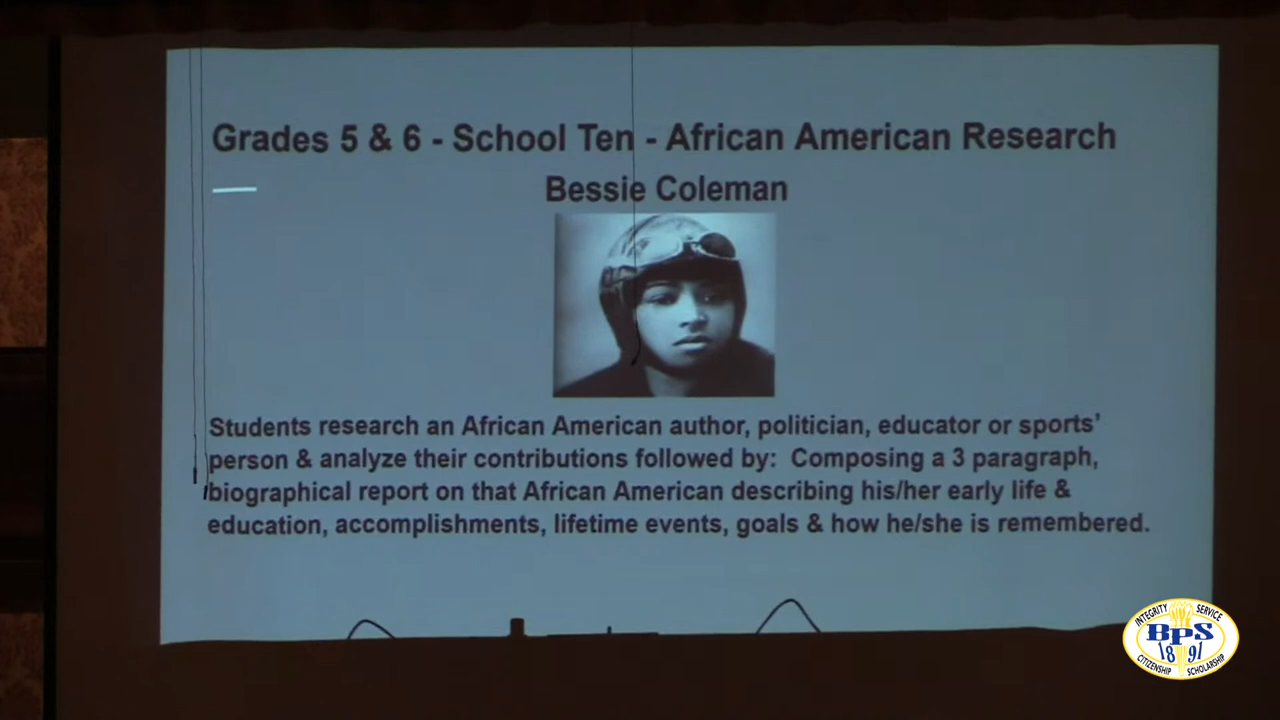 Grades 5 & 6 - School Ten - African American Research
Bessie Coleman
Students research an African American author, politician, educator or sports'
person & analyze their contributions followed by:  Composing a 3 paragraph,
biographical report on that African American describing his/her early life &
education, accomplishments, lifetime events, goals & how he/she is remembered.
INTEGRITY SERVICE
BPS
18 91
CITIZENSHIP SCHOLARSHIP